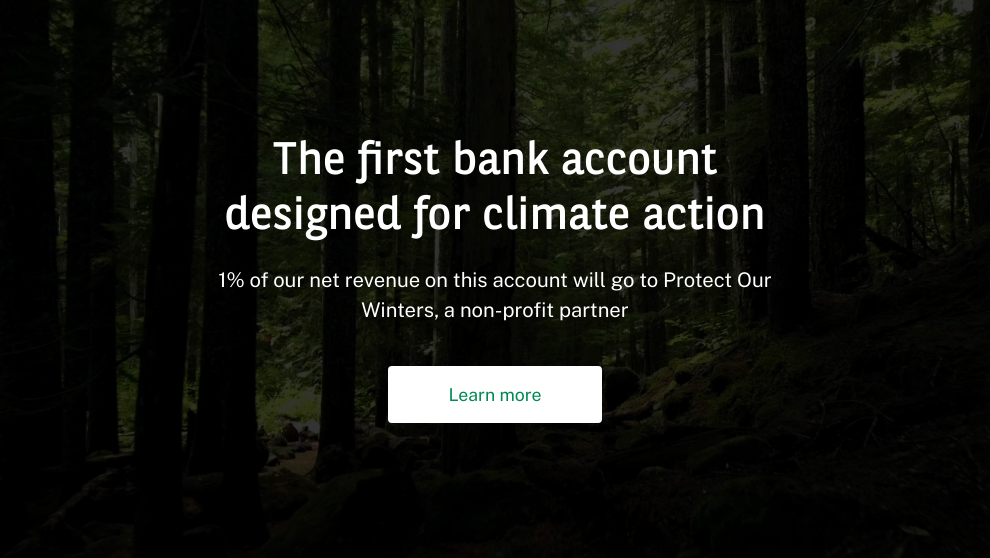 The first bank account
designed for climate action
1% of our net revenue on this account will go to Protect Our
Winters, a non-profit partner
Learn more